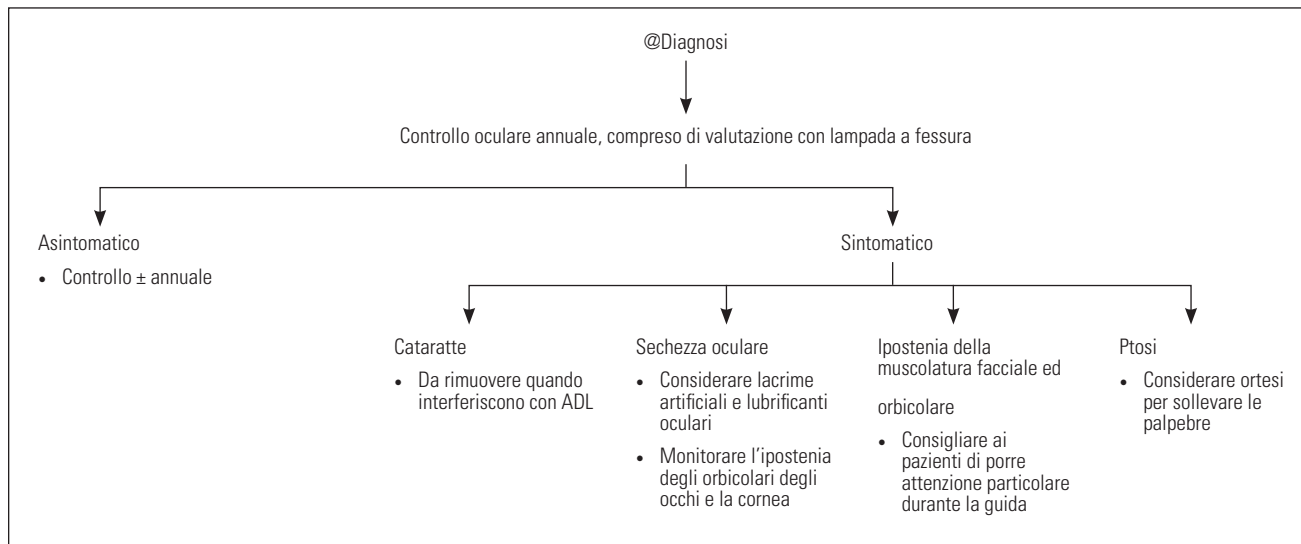 @Diagnosi
Controllo oculare annuale, compreso di valutazione con lampada a fessura
Asintomatico
• Controllo ± annuale
Sintomatico
Cataratte
• Da rimuovere quando
interferiscono con ADL
Sechezza oculare
• Considerare lacrime
artificiali e lubrificanti
oculari
• Monitorare l'ipostenia
degli orbicolari degli
occhi e la cornea
Ipostenia della
muscolatura facciale ed
orbicolare
• Consigliare ai
pazienti di porre
attenzione particolare
durante la guida
Ptosi
• Considerare ortesi
per sollevare le
palpebre